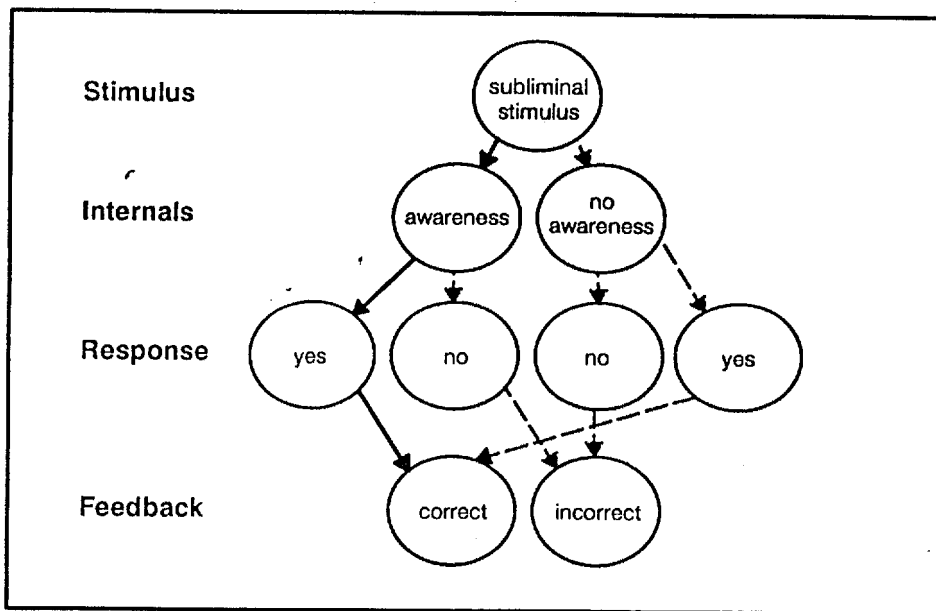 Stimulus
subliminal
stimulus
Internals
awareness
no
awareness
Response
yes
no
no
yes
Feedback
correct
incorrect